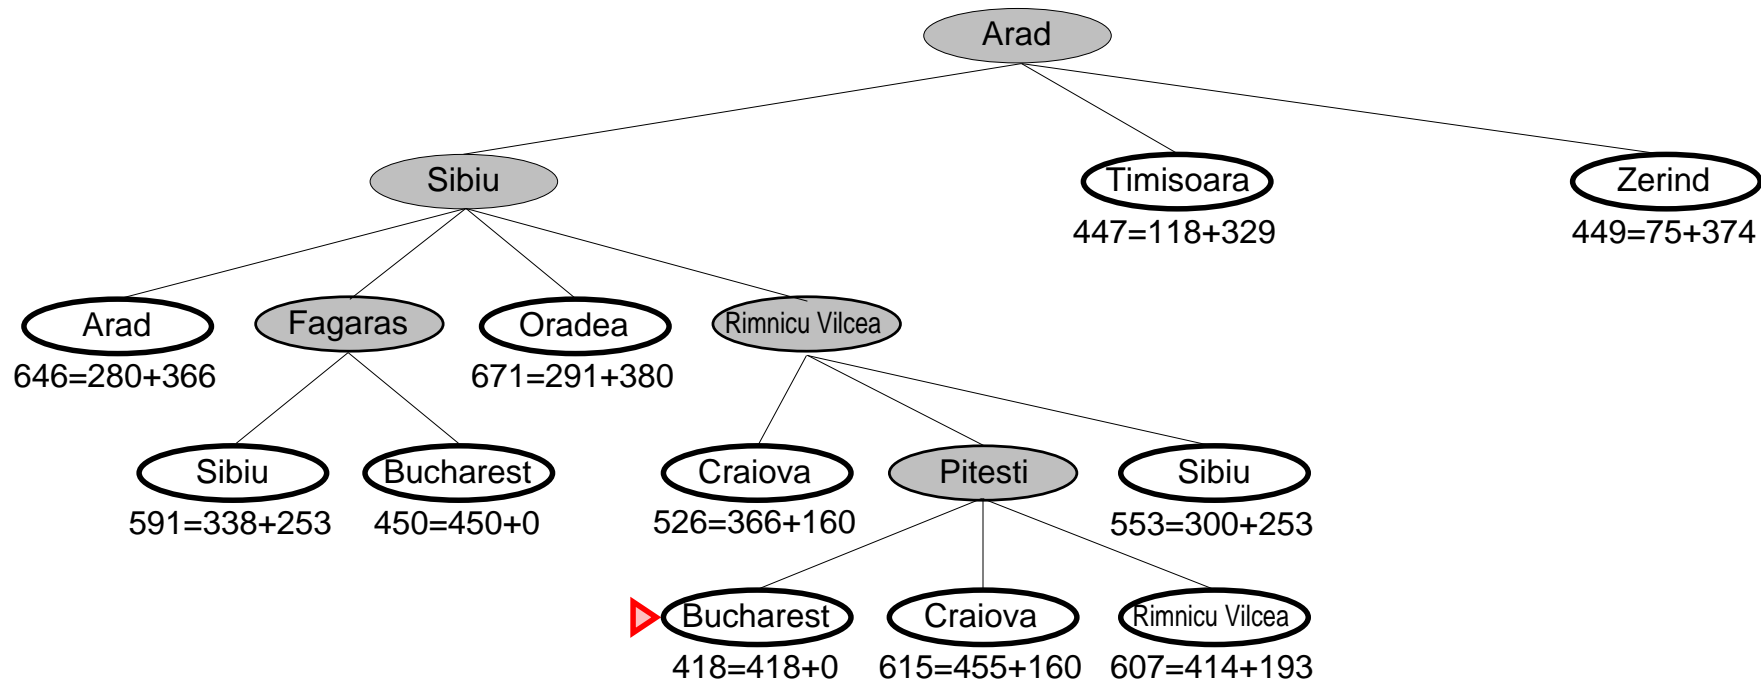 Arad
Sibiu
Timisoara
Zerind
447=118+329
449=75+374
Arad
Fagaras
Oradea
Rimnicu Vilcea
646=280+366
671=291+380
Sibiu
Bucharest
Craiova
Pitesti
Sibiu
591=338+253
450=450+0
526=366+160
553=300+253
Bucharest
Craiova
Rimnicu Vilcea
418=418+0
615=455+160
607=414+193